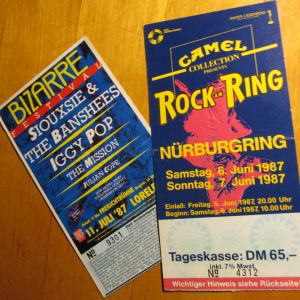 BIZARRE
FESTIVAL
SIOUXSIE &
THE BANSHEES
IGGY POP
THE MISSION
JULIAN COPE
FREILICHTBÜHNE
11. JULI '87 LORELEY
No 9201
CAMEL
COLLECTION
PRESENTS
ROCK AM RING
NÜRBURGRING
Samstag, 6. Juni 1987
Sonntag, 7. Juni 1987
Einlaß: Freitag, 5. Juni 1987, 20.00 Uhr
Beginn: Samstag, 6. Juni 1987, 10.00 Uhr
Tageskasse: DM 65,–
inkl. 7% Mwst.
No 4312
Wichtiger Hinweis siehe Rückseite